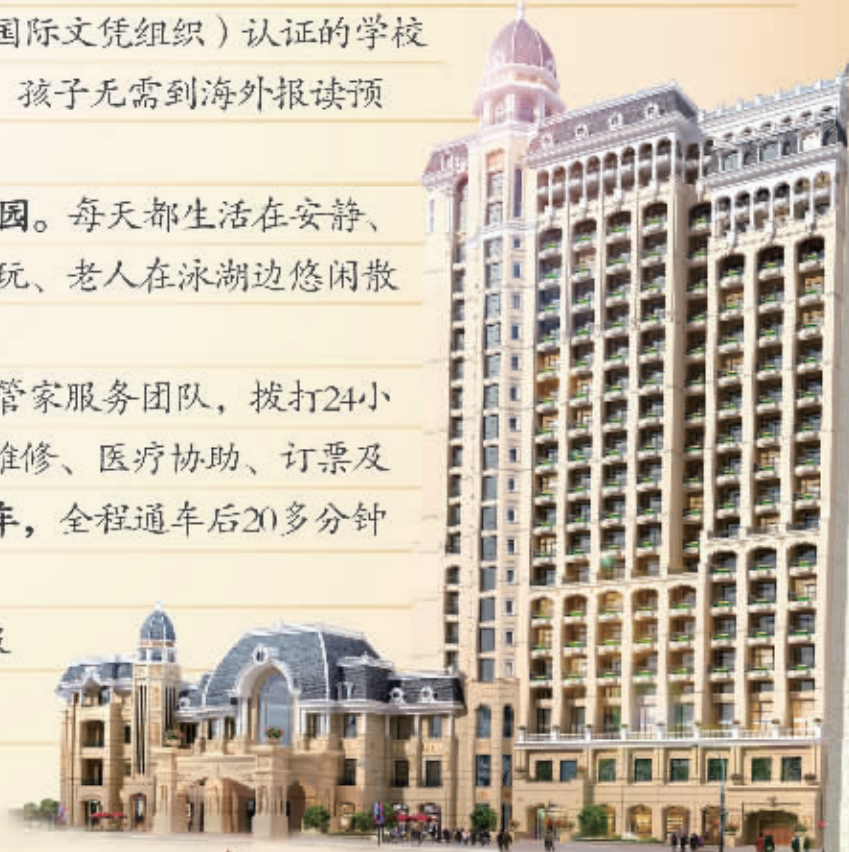 国际文凭组织）认证的学校
孩子无需到海外报读预
园。每天都生活在安静、
玩、老人在泳湖边悠闲散
管家服务团队，拨打24小
维修、医疗协助、订票及
车，全程通车后20多分钟